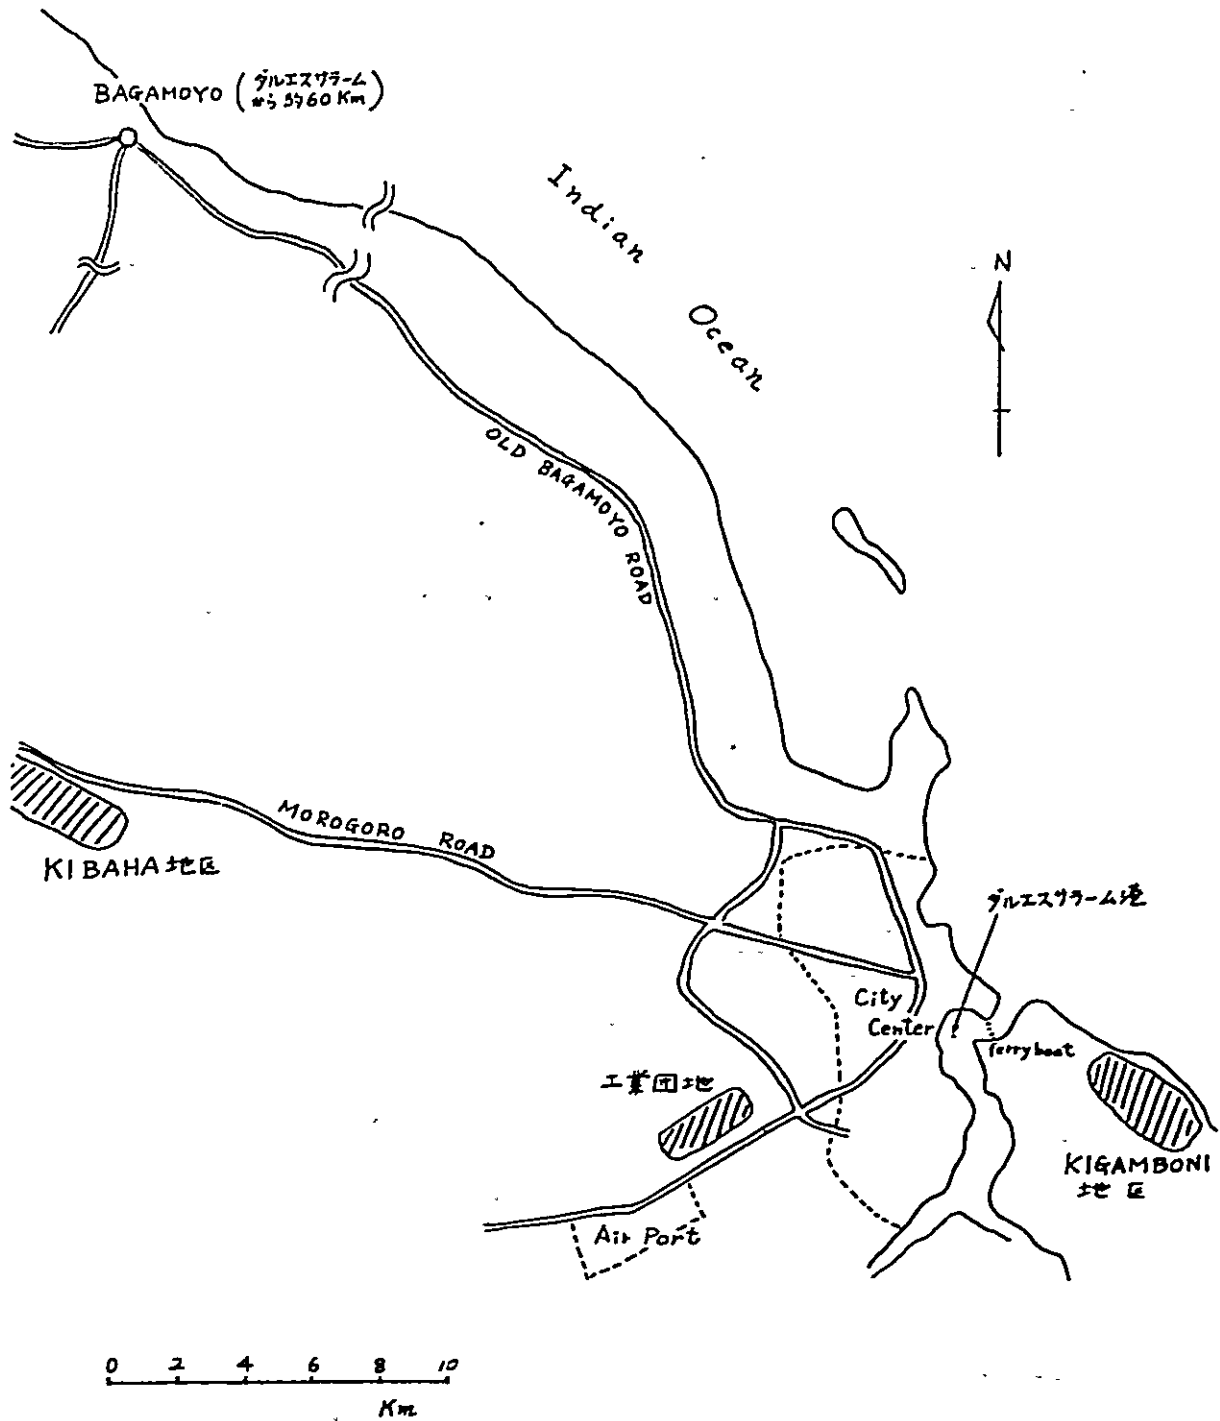 BAGAMOYO (ダルエスサラーム
から約60Km)
Indian
Ocean
N
OLD BAGAMOYO ROAD
MOROGORO ROAD
KIBAHA地区
ダルエスサラーム港
City
Center
ferry boat
工業団地
KIGAMBONI
地区
Air Port
0 2 4 6 8 10
Km